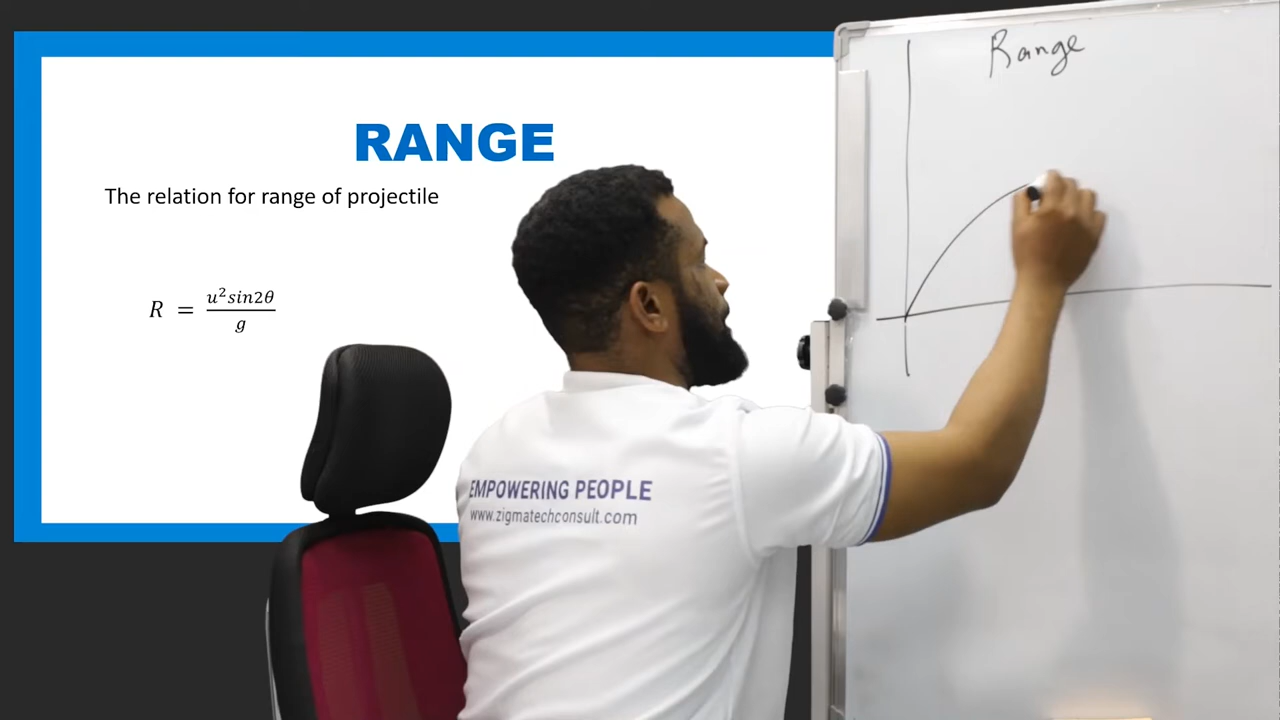 RANGE
The relation for range of projectile
R = u²sin2θ / g
Range
EMPOWERING PEOPLE
www.zigmatechconsult.com